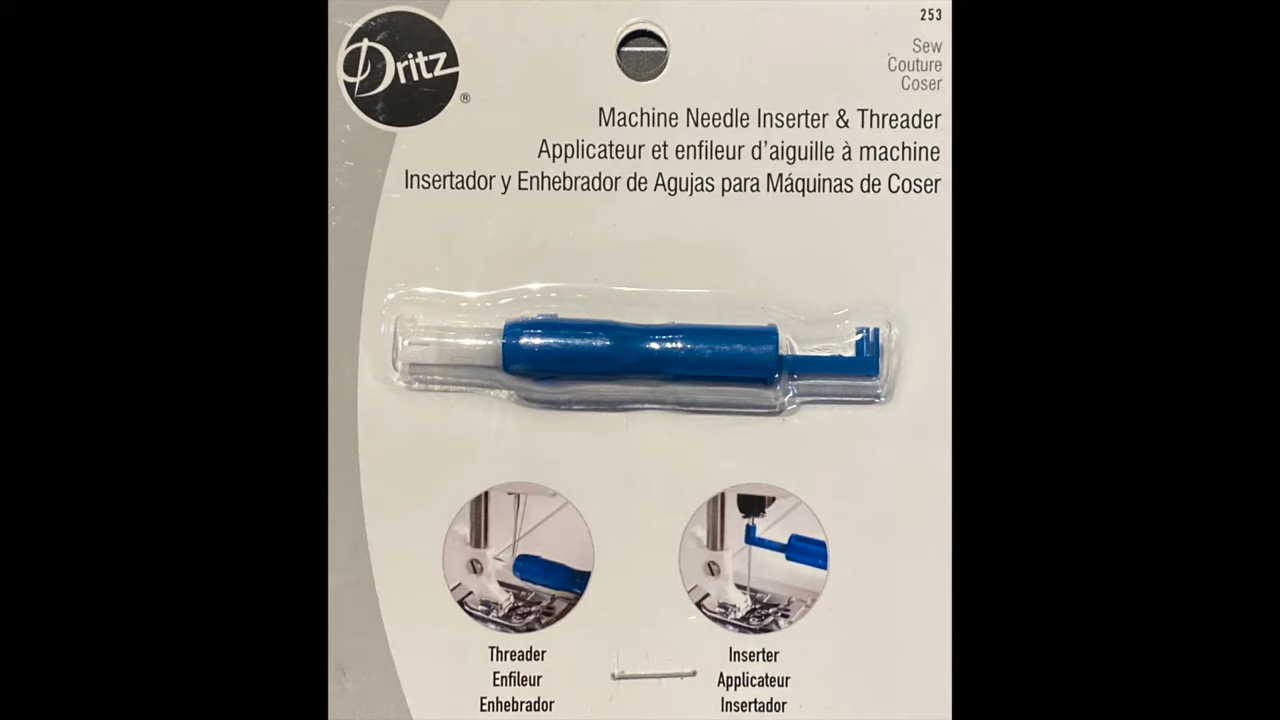 Dritz
®
253
Sew
Couture
Coser
Machine Needle Inserter & Threader
Applicateur et enfileur d'aiguille à machine
Insertador y Enhebrador de Agujas para Máquinas de Coser
Threader
Enfileur
Enhebrador
Inserter
Applicateur
Insertador